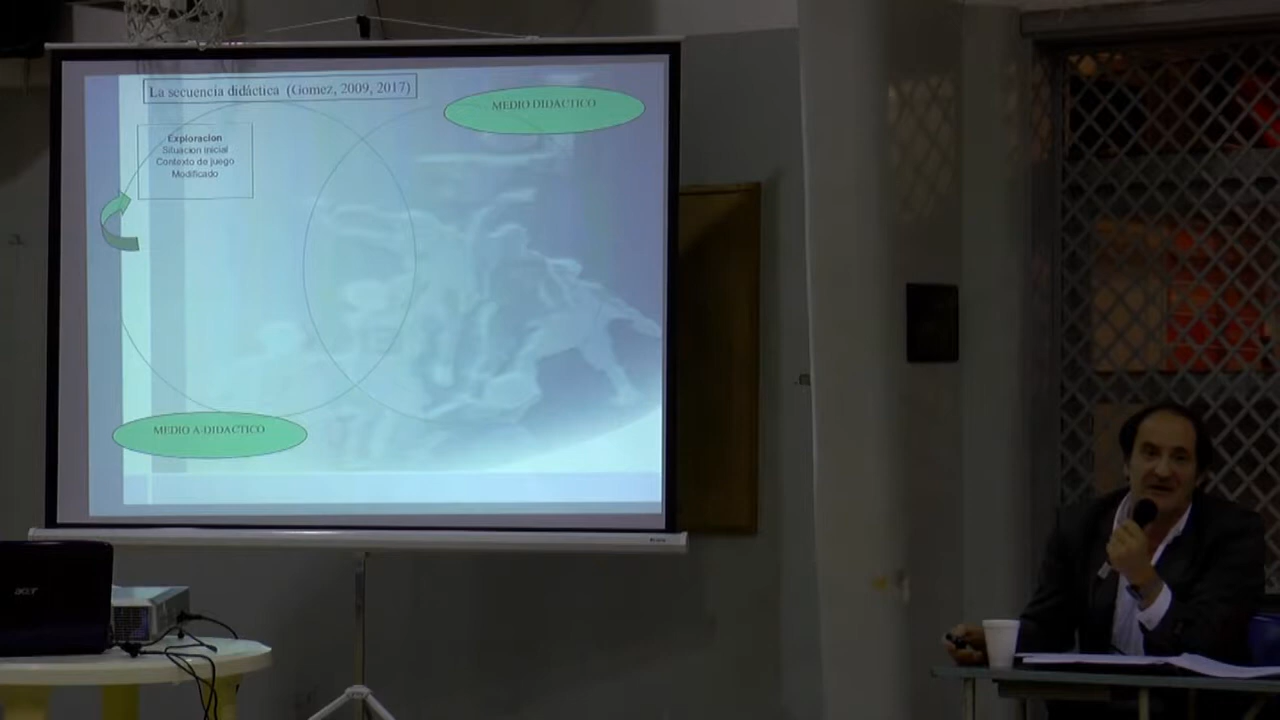 La secuencia didáctica (Gomez, 2009, 2017)
MEDIO DIDACTICO
Exploracion
Situacion inicial
Contexto de juego
Modificado
MEDIO A-DIDACTICO
acer